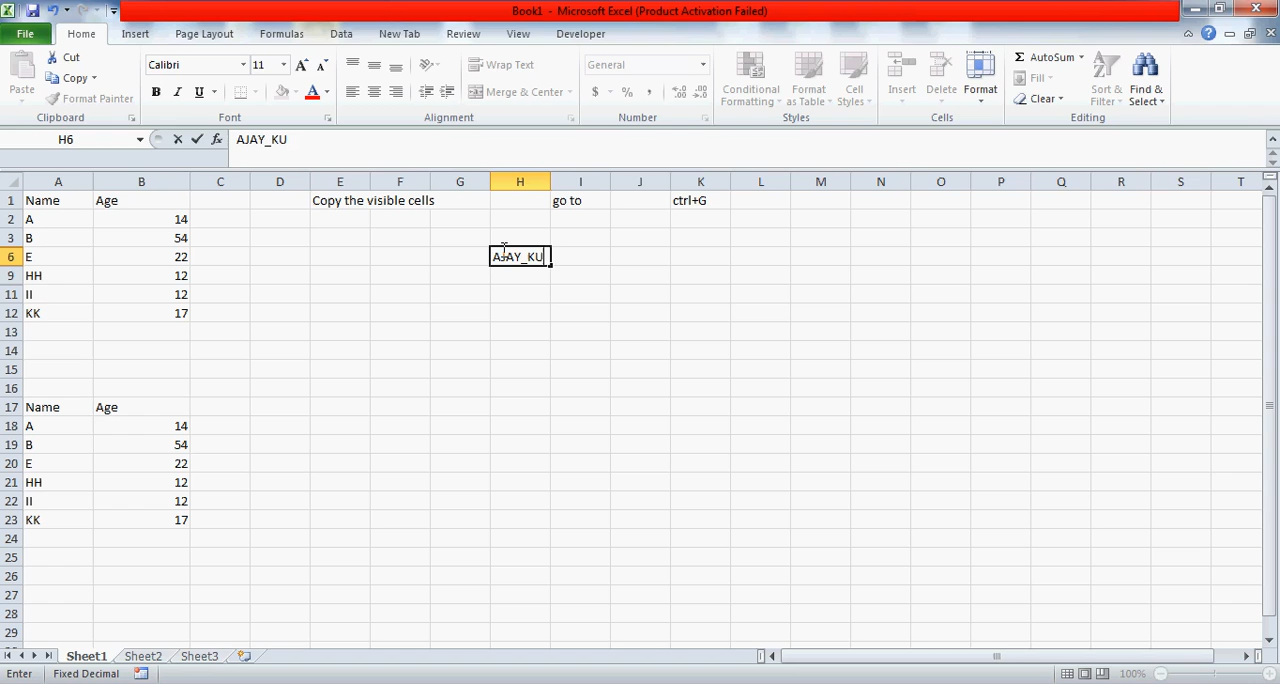 Book1 - Microsoft Excel (Product Activation Failed)
File Home Insert Page Layout Formulas Data New Tab Review View Developer
Paste
Cut
Copy
Format Painter
Clipboard
Calibri 11
B I U A
Font
Wrap Text
Merge & Center
Alignment
General
$ % ,
Number
Conditional Formatting
Format as Table
Cell Styles
Styles
Insert Delete Format
Cells
Σ AutoSum
Fill
Clear
Sort & Filter
Find & Select
Editing
H6 fx AJAY_KU
A B C D E F G H I J K L M N O P Q R S T
1 Name Age Copy the visible cells go to ctrl+G
2 A 14
3 B 54
6 E 22 AJAY_KU
9 HH 12
11 II 12
12 KK 17
13
14
15
16
17 Name Age
18 A 14
19 B 54
20 E 22
21 HH 12
22 II 12
23 KK 17
24
25
26
27
28
29
Sheet1 Sheet2 Sheet3
Enter Fixed Decimal 100%